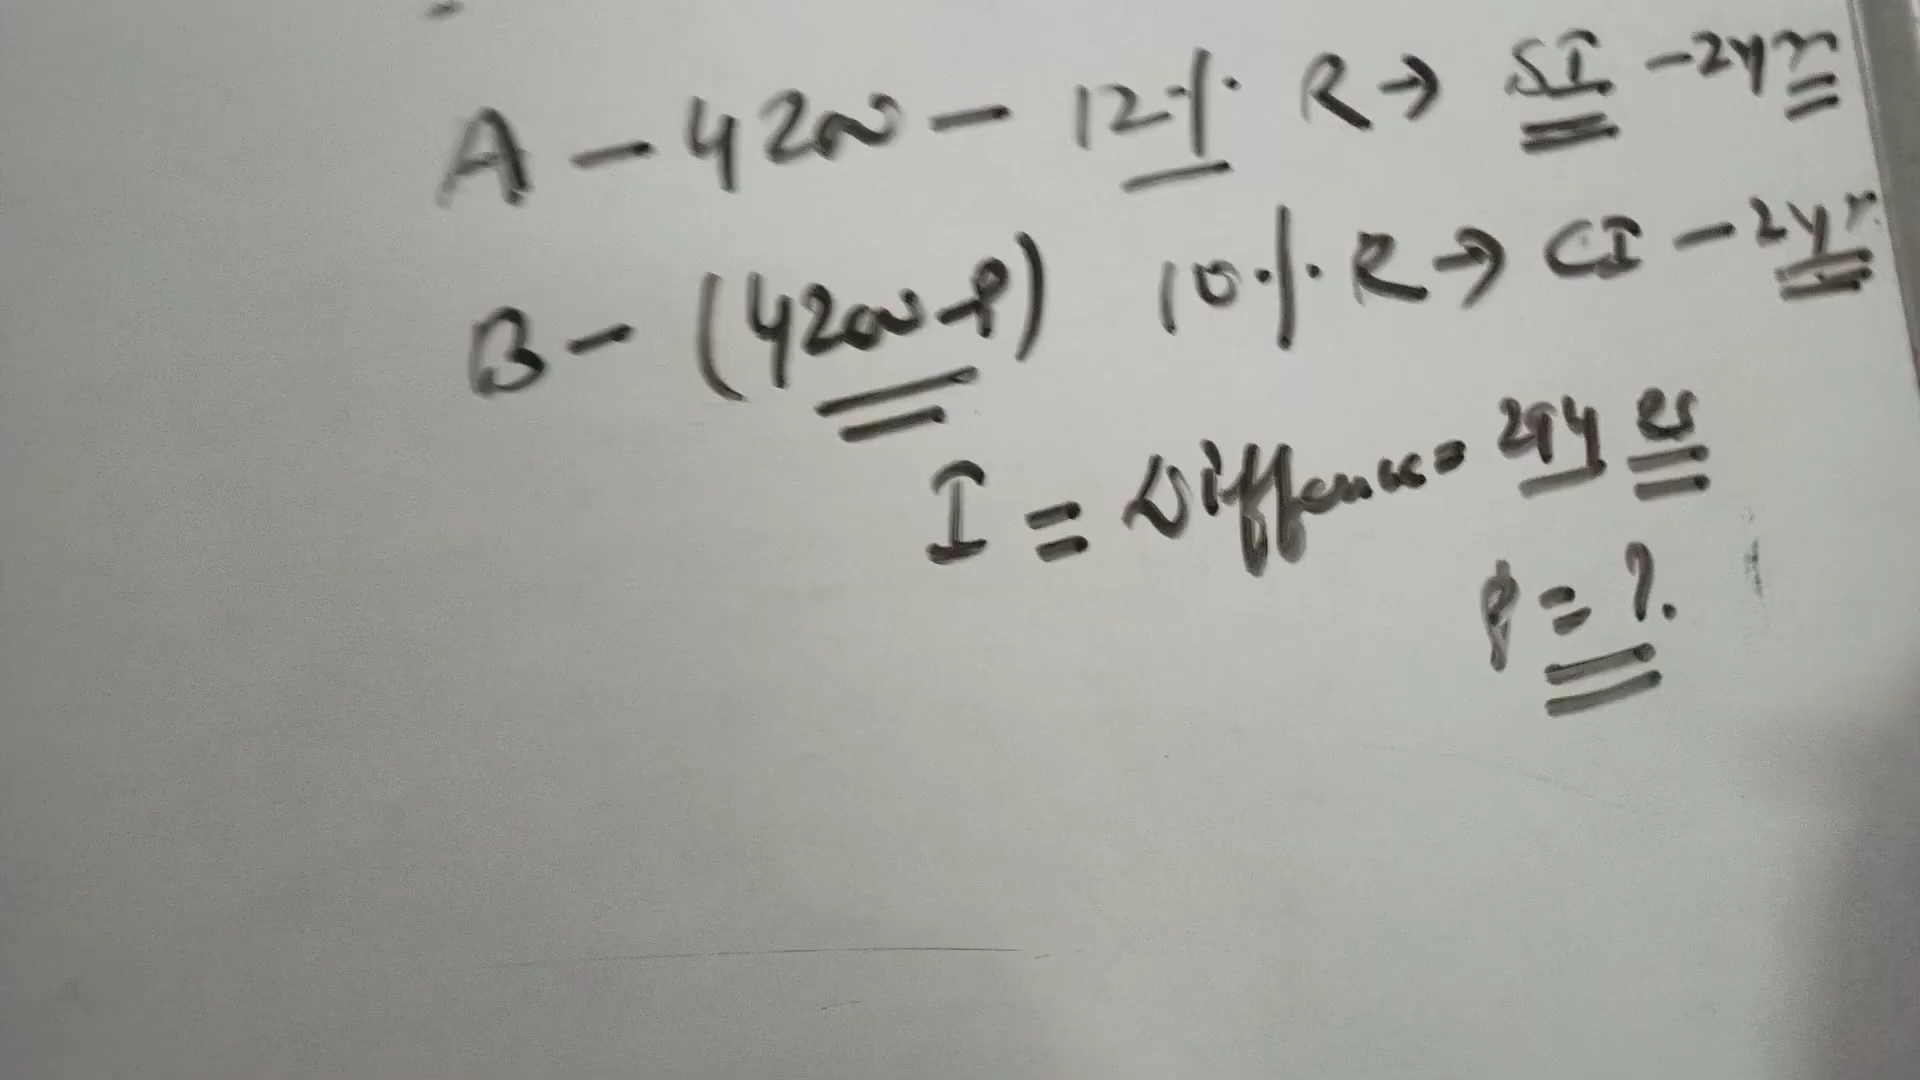 A - 4200 - 12% R → SI - 2yr
B - (4200-P) 10% R → CI - 2yr
I = Difference = 294 Rs
P = ?